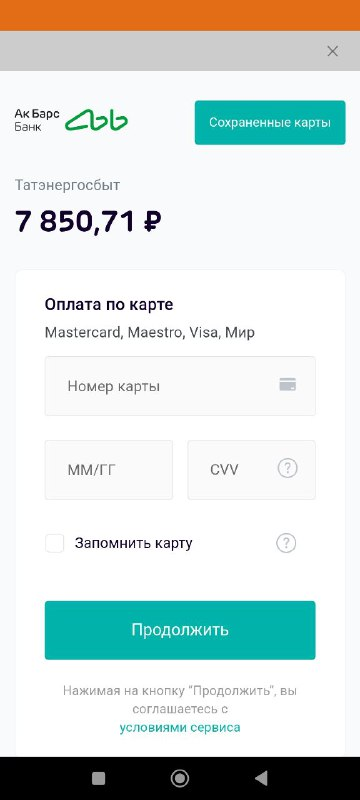 Ак Барс
Банк
Сохраненные карты
Татэнергосбыт
7 850,71 ₽
Оплата по карте
Mastercard, Maestro, Visa, Мир
Номер карты
ММ/ГГ
CVV
?
Запомнить карту
?
Продолжить
Нажимая на кнопку "Продолжить", вы
соглашаетесь с
условиями сервиса